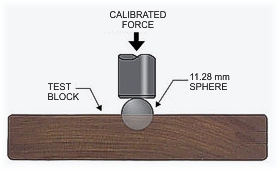 CALIBRATED
FORCE
TEST
BLOCK
11.28 mm
SPHERE